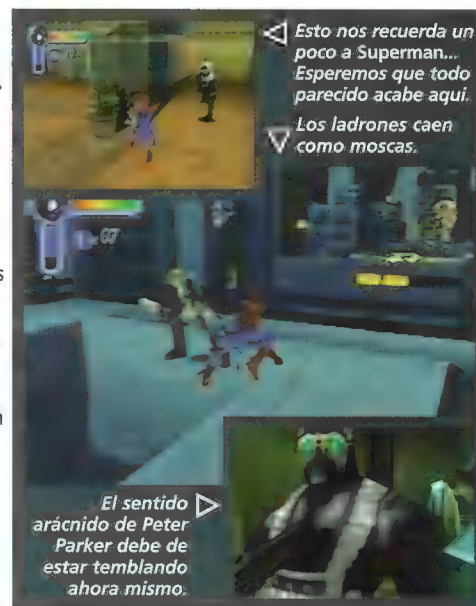 Esto nos recuerda un
poco a Superman...
Esperemos que todo
parecido acabe aquí.
Los ladrones caen
como moscas.
07
s
n
El sentido
arácnido de Peter
Parker debe de
estar temblando
ahora mismo.